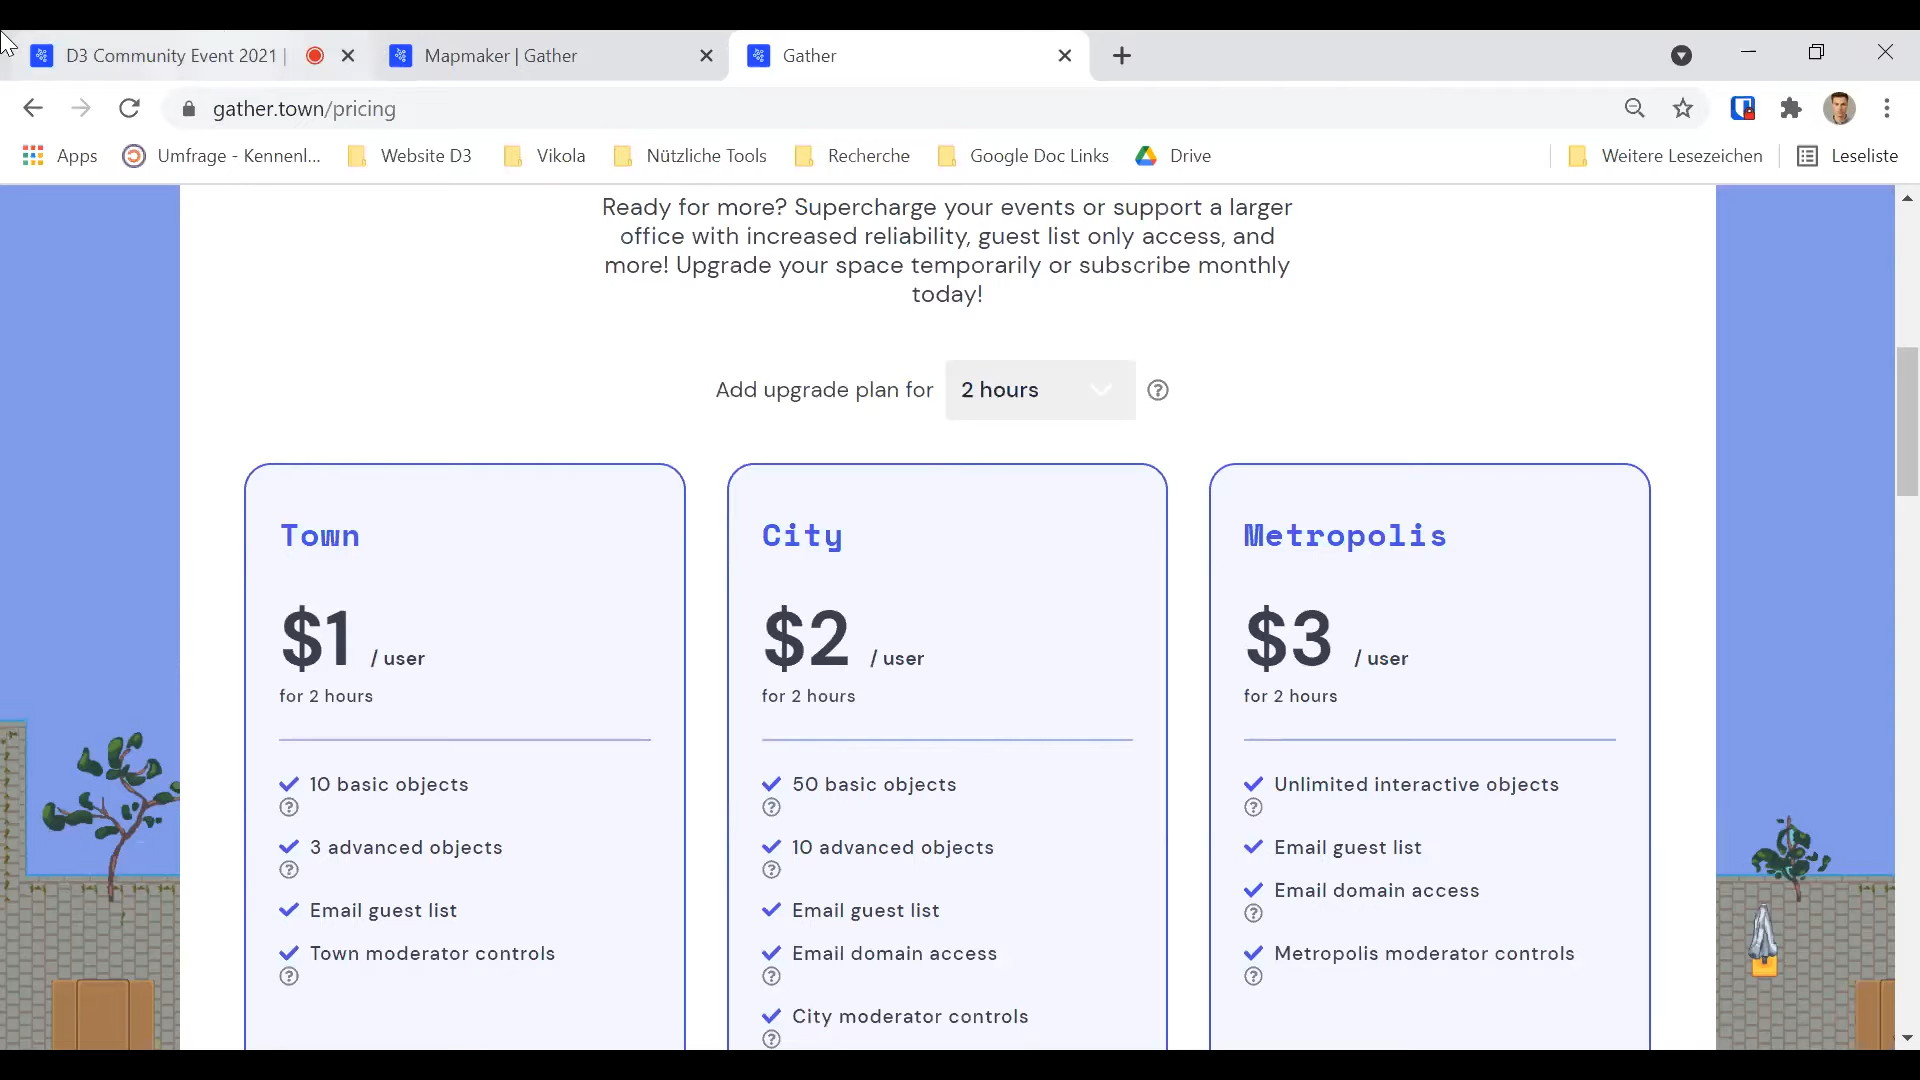 D3 Community Event 2021 |
Mapmaker | Gather
Gather
gather.town/pricing
Apps
Umfrage - Kennenl...
Website D3
Vikola
Nützliche Tools
Recherche
Google Doc Links
Drive
Weitere Lesezeichen
Leseliste
Ready for more? Supercharge your events or support a larger
office with increased reliability, guest list only access, and
more! Upgrade your space temporarily or subscribe monthly
today!
Add upgrade plan for 2 hours ?
Town
$1 / user
for 2 hours
10 basic objects
?
3 advanced objects
?
Email guest list
Town moderator controls
?
City
$2 / user
for 2 hours
50 basic objects
?
10 advanced objects
?
Email guest list
Email domain access
?
City moderator controls
?
Metropolis
$3 / user
for 2 hours
Unlimited interactive objects
?
Email guest list
Email domain access
?
Metropolis moderator controls
?